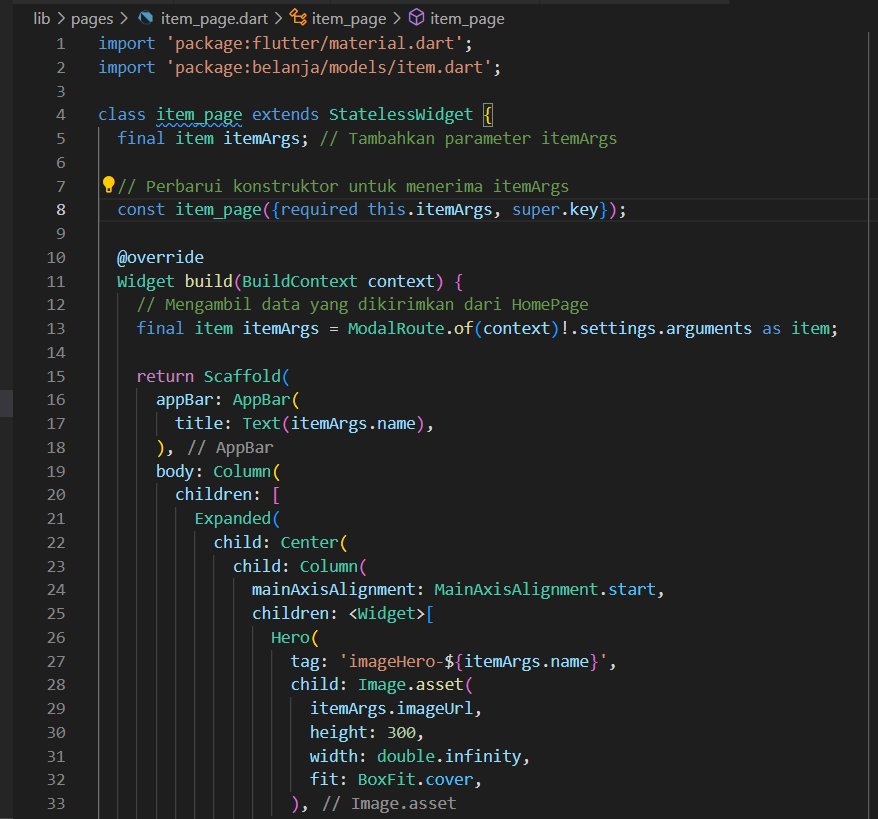 lib > pages > item_page.dart > item_page > item_page
1 import 'package:flutter/material.dart';
2 import 'package:belanja/models/item.dart';
3
4 class item_page extends StatelessWidget {
5   final item itemArgs; // Tambahkan parameter itemArgs
6
7   // Perbarui konstruktor untuk menerima itemArgs
8   const item_page({required this.itemArgs, super.key});
9
10   @override
11   Widget build(BuildContext context) {
12     // Mengambil data yang dikirimkan dari HomePage
13     final item itemArgs = ModalRoute.of(context)!.settings.arguments as item;
14
15     return Scaffold(
16       appBar: AppBar(
17         title: Text(itemArgs.name),
18       ), // AppBar
19       body: Column(
20         children: [
21           Expanded(
22             child: Center(
23               child: Column(
24                 mainAxisAlignment: MainAxisAlignment.start,
25                 children: <Widget>[
26                   Hero(
27                     tag: 'imageHero-${itemArgs.name}',
28                     child: Image.asset(
29                       itemArgs.imageUrl,
30                       height: 300,
31                       width: double.infinity,
32                       fit: BoxFit.cover,
33                     ), // Image.asset